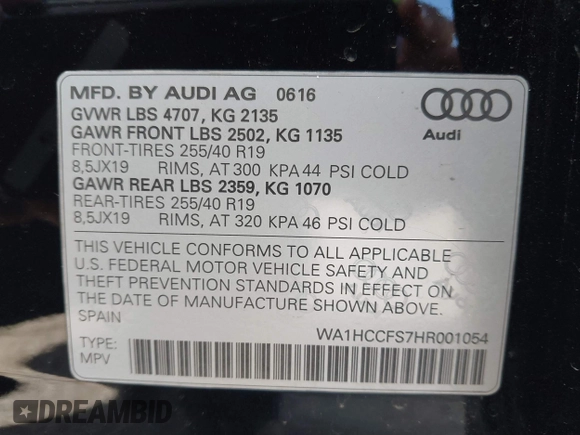 MFD. BY AUDI AG 0616
GVWR LBS 4707, KG 2135
GAWR FRONT LBS 2502, KG 1135
FRONT-TIRES 255/40 R19
8,5JX19 RIMS, AT 300 KPA 44 PSI COLD
GAWR REAR LBS 2359, KG 1070
REAR-TIRES 255/40 R19
8,5JX19 RIMS, AT 320 KPA 46 PSI COLD
Audi
THIS VEHICLE CONFORMS TO ALL APPLICABLE
U.S. FEDERAL MOTOR VEHICLE SAFETY AND
THEFT PREVENTION STANDARDS IN EFFECT ON
THE DATE OF MANUFACTURE SHOWN ABOVE.
SPAIN
WA1HCCFS7HR001054
TYPE:
MPV
DREAMBID